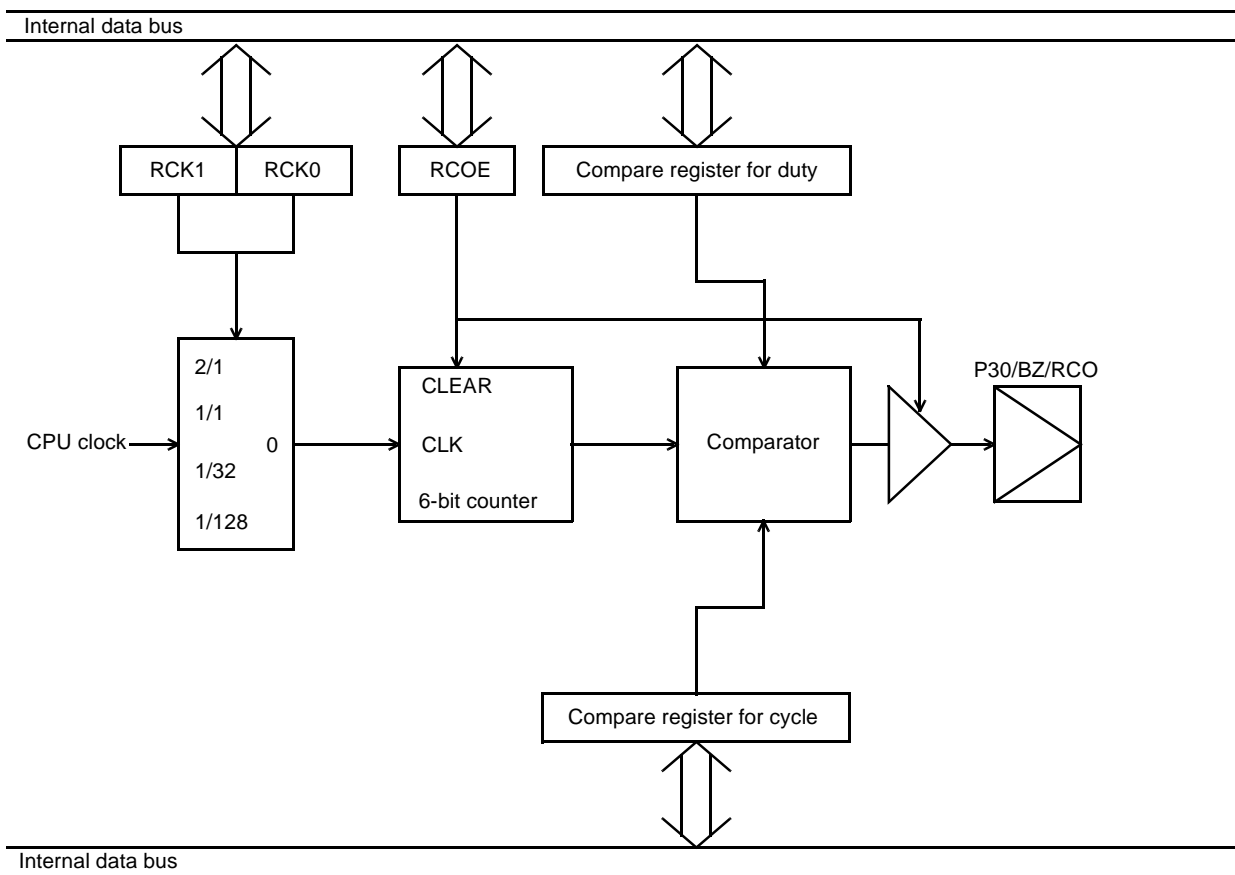 Internal data bus
RCK1
RCK0
RCOE
Compare register for duty
2/1
1/1
1/32
1/128
0
CPU clock
CLEAR
CLK
6-bit counter
Comparator
P30/BZ/RCO
Compare register for cycle
Internal data bus